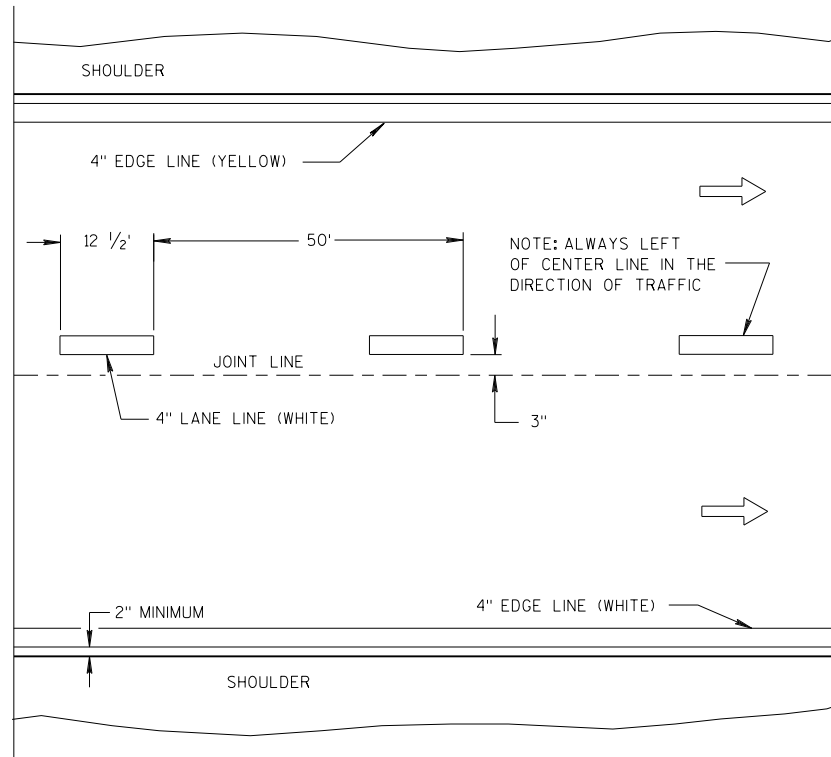 SHOULDER
4" EDGE LINE (YELLOW)
12 ½'
50'
NOTE: ALWAYS LEFT
OF CENTER LINE IN THE
DIRECTION OF TRAFFIC
JOINT LINE
4" LANE LINE (WHITE)
3"
2" MINIMUM
4" EDGE LINE (WHITE)
SHOULDER